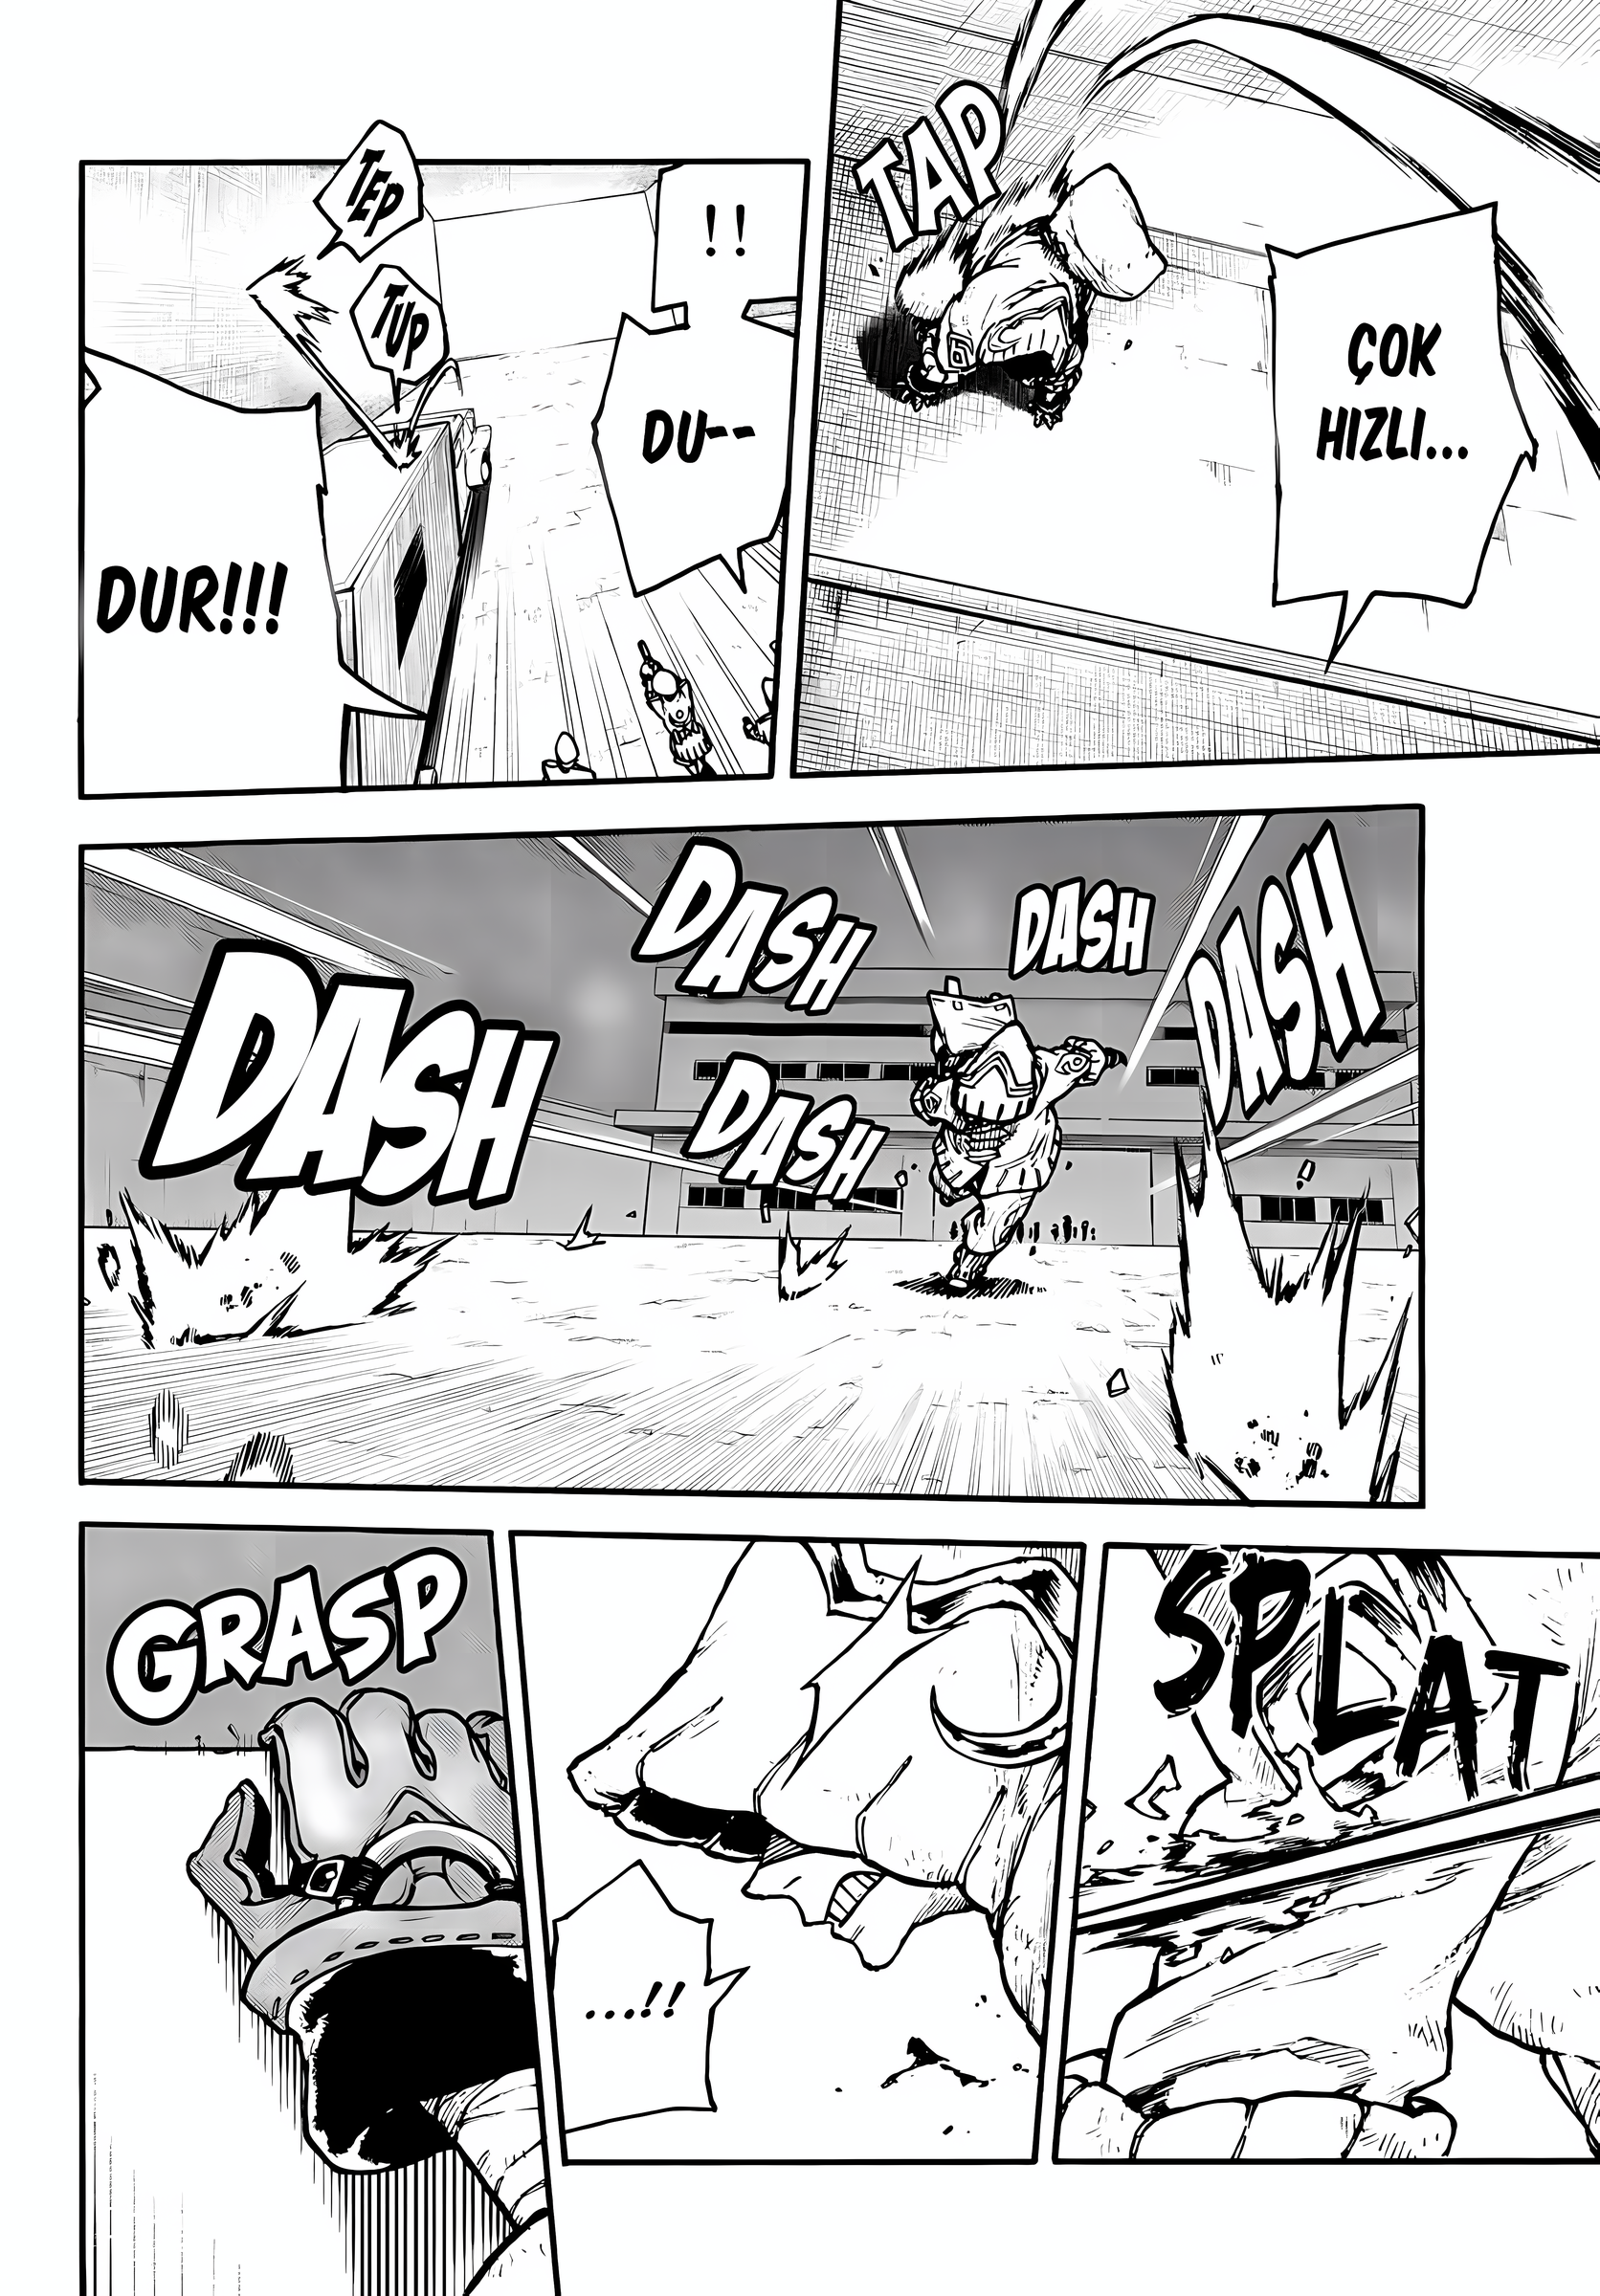 TAP
ÇOK
HIZLI...
!!
DU--
TEP
TUP
DUR!!!
DASH
DASH
DASH
DASH
DASH
SPLAT
...!!
GRASP